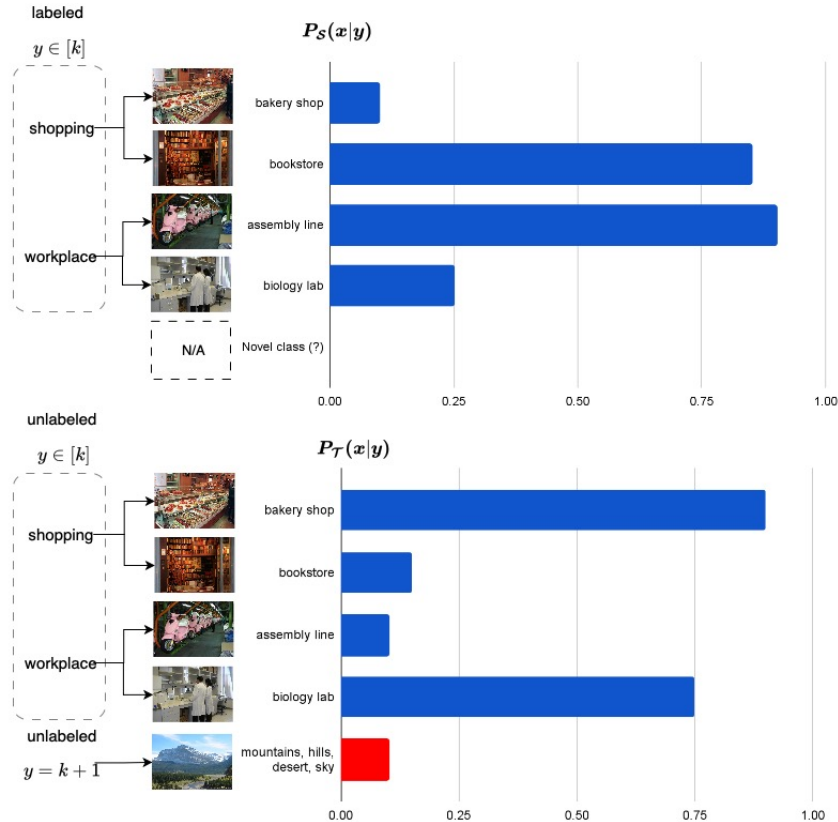 labeled
y ∈ [k]
P_S(x|y)
shopping
workplace
bakery shop
bookstore
assembly line
biology lab
N/A
Novel class (?)
0.00 0.25 0.50 0.75 1.00
unlabeled
y ∈ [k]
P_𝒯(x|y)
shopping
workplace
bakery shop
bookstore
assembly line
biology lab
unlabeled
y = k + 1
mountains, hills,
desert, sky
0.00 0.25 0.50 0.75 1.00